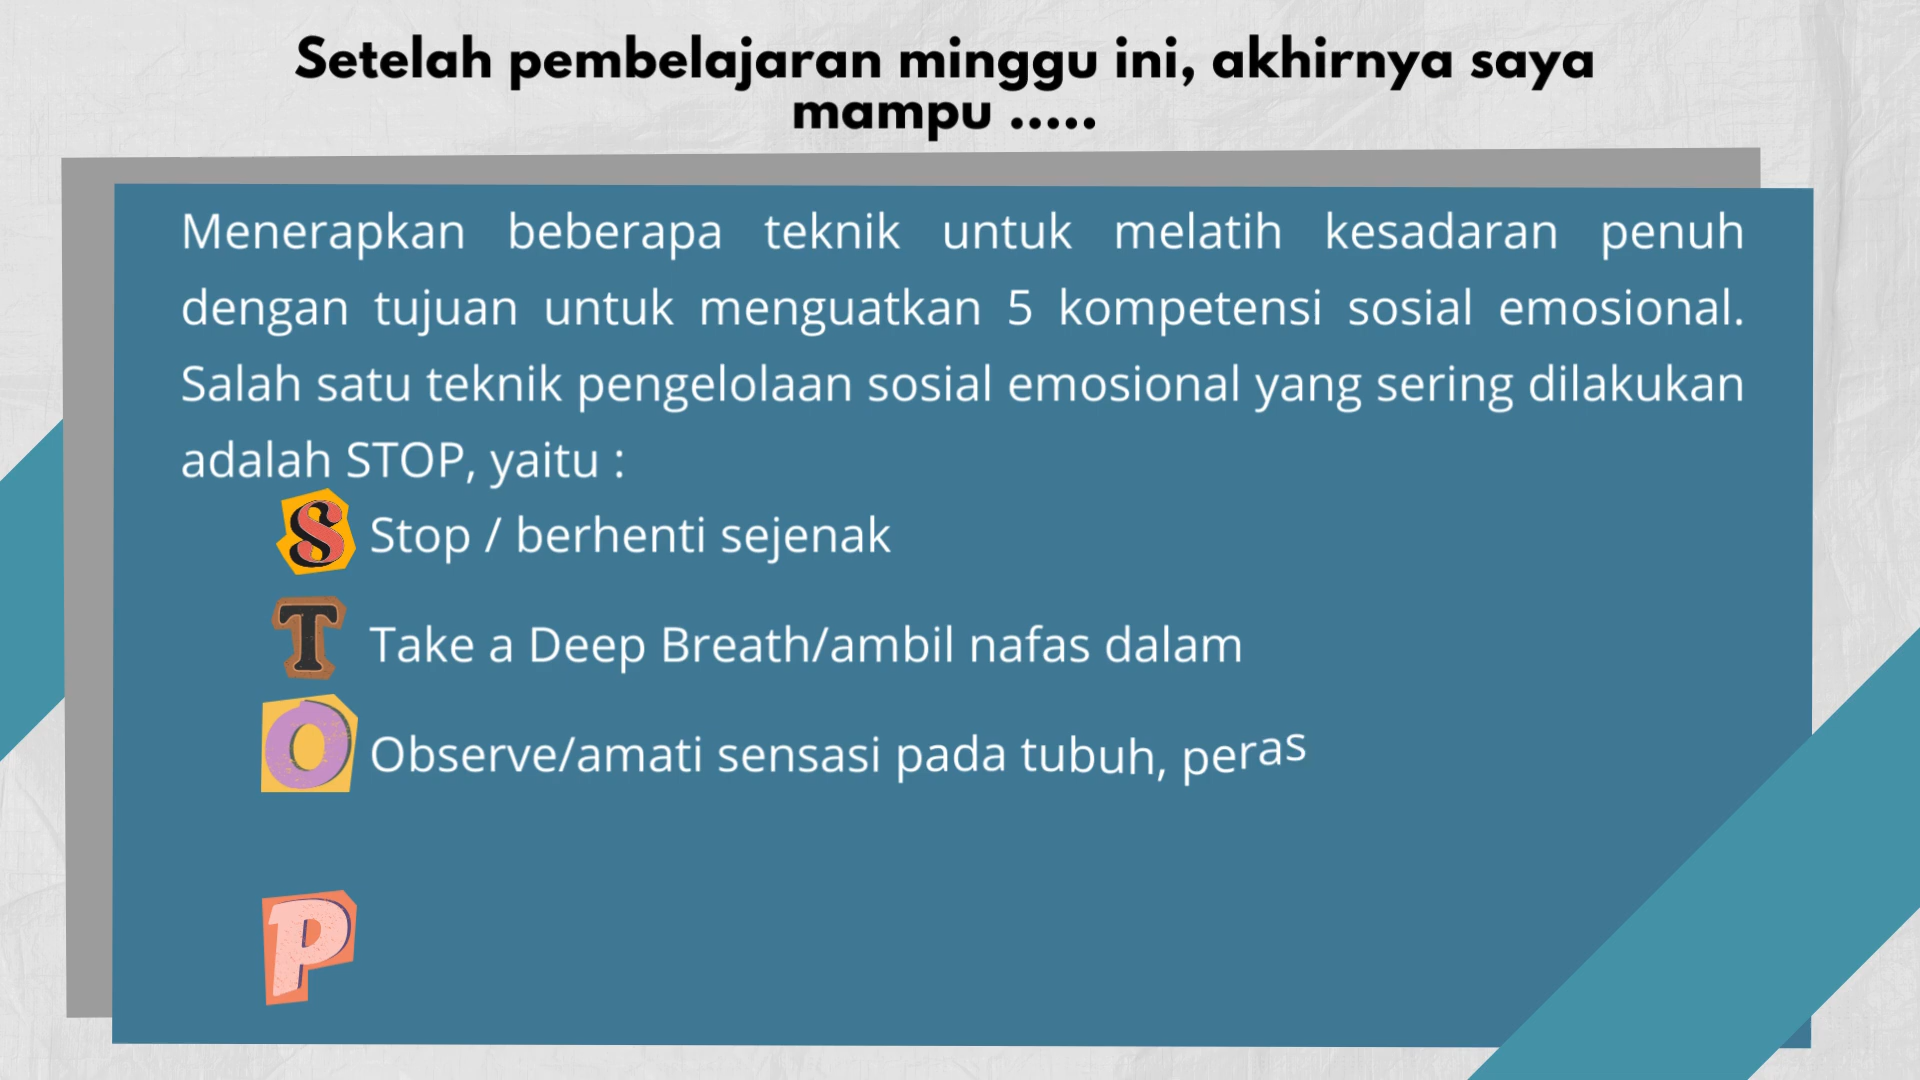 Setelah pembelajaran minggu ini, akhirnya saya
mampu .....
Menerapkan beberapa teknik untuk melatih kesadaran penuh
dengan tujuan untuk menguatkan 5 kompetensi sosial emosional.
Salah satu teknik pengelolaan sosial emosional yang sering dilakukan
adalah STOP, yaitu :
S Stop / berhenti sejenak
T Take a Deep Breath/ambil nafas dalam
O Observe/amati sensasi pada tubuh, peras
P